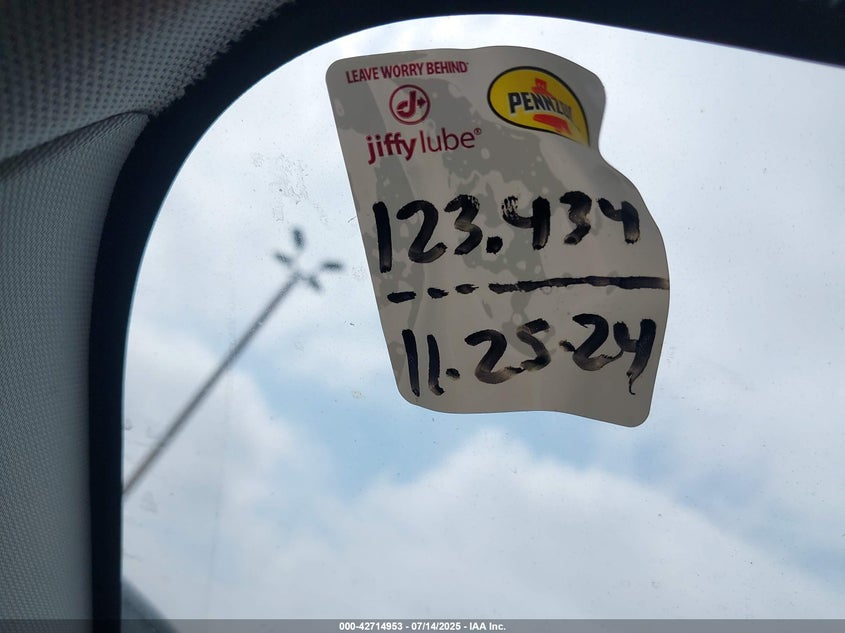 LEAVE WORRY BEHIND
jiffy lube®
PENNZOIL
123.434
11.25.24
000-42714953 - 07/14/2025 - IAA Inc.